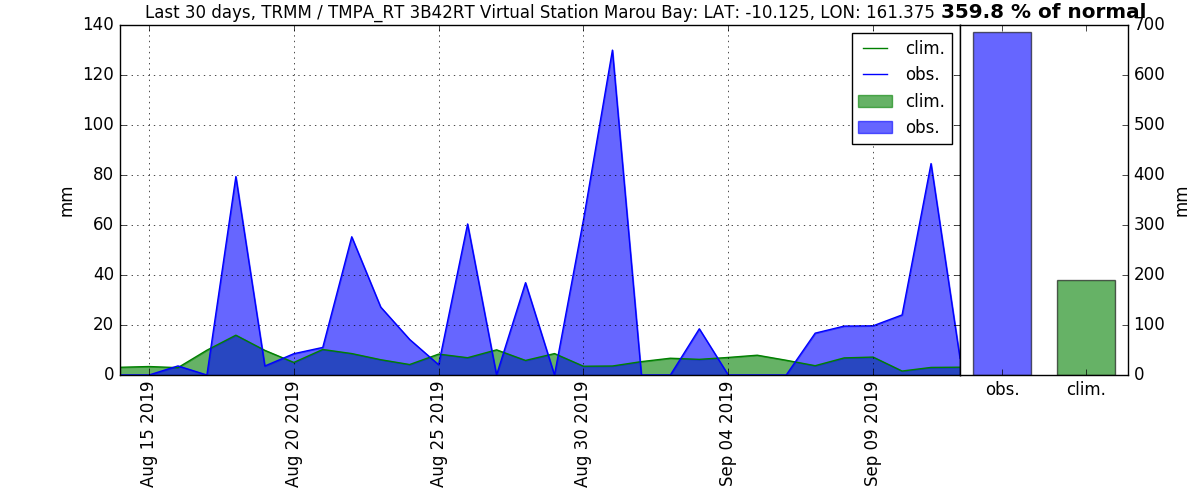 Last 30 days, TRMM / TMPA_RT 3B42RT Virtual Station Marou Bay: LAT: -10.125, LON: 161.375 359.8 % of normal
140
120
100
80
60
40
20
0
mm
clim.
obs.
clim.
obs.
700
600
500
400
300
200
100
0
mm
Aug 15 2019
Aug 20 2019
Aug 25 2019
Aug 30 2019
Sep 04 2019
Sep 09 2019
obs.
clim.